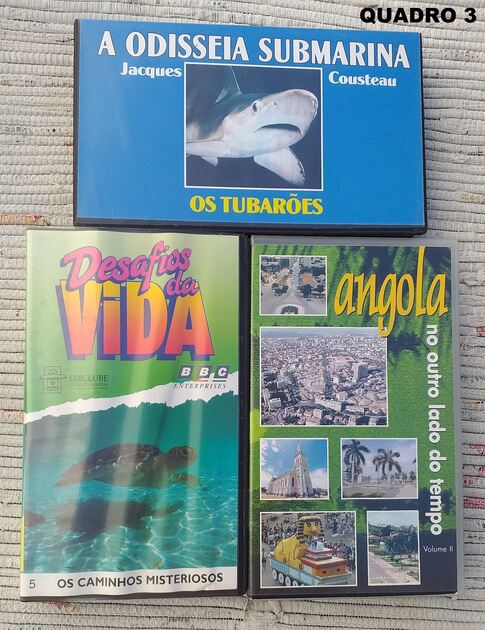 QUADRO 3
A ODISSEIA SUBMARINA
Jacques Cousteau
OS TUBARÕES
Desafios
da
ViDA
EDICLUBE
BBC
ENTERPRISES
5 OS CAMINHOS MISTERIOSOS
angola
no outro lado do tempo
Volume II